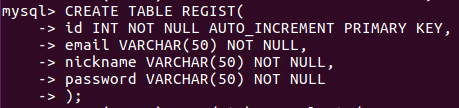 mysql> CREATE TABLE REGIST(
    -> id INT NOT NULL AUTO_INCREMENT PRIMARY KEY,
    -> email VARCHAR(50) NOT NULL,
    -> nickname VARCHAR(50) NOT NULL,
    -> password VARCHAR(50) NOT NULL
    -> );